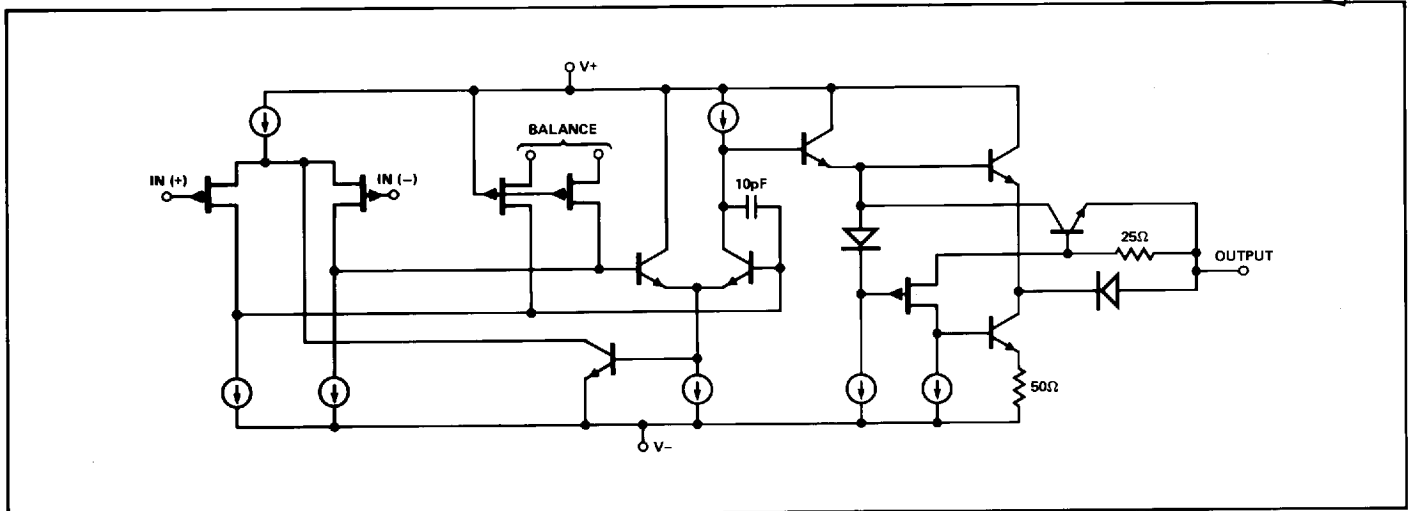 V+
BALANCE
IN (+)
IN (−)
10pF
25Ω
OUTPUT
50Ω
V−